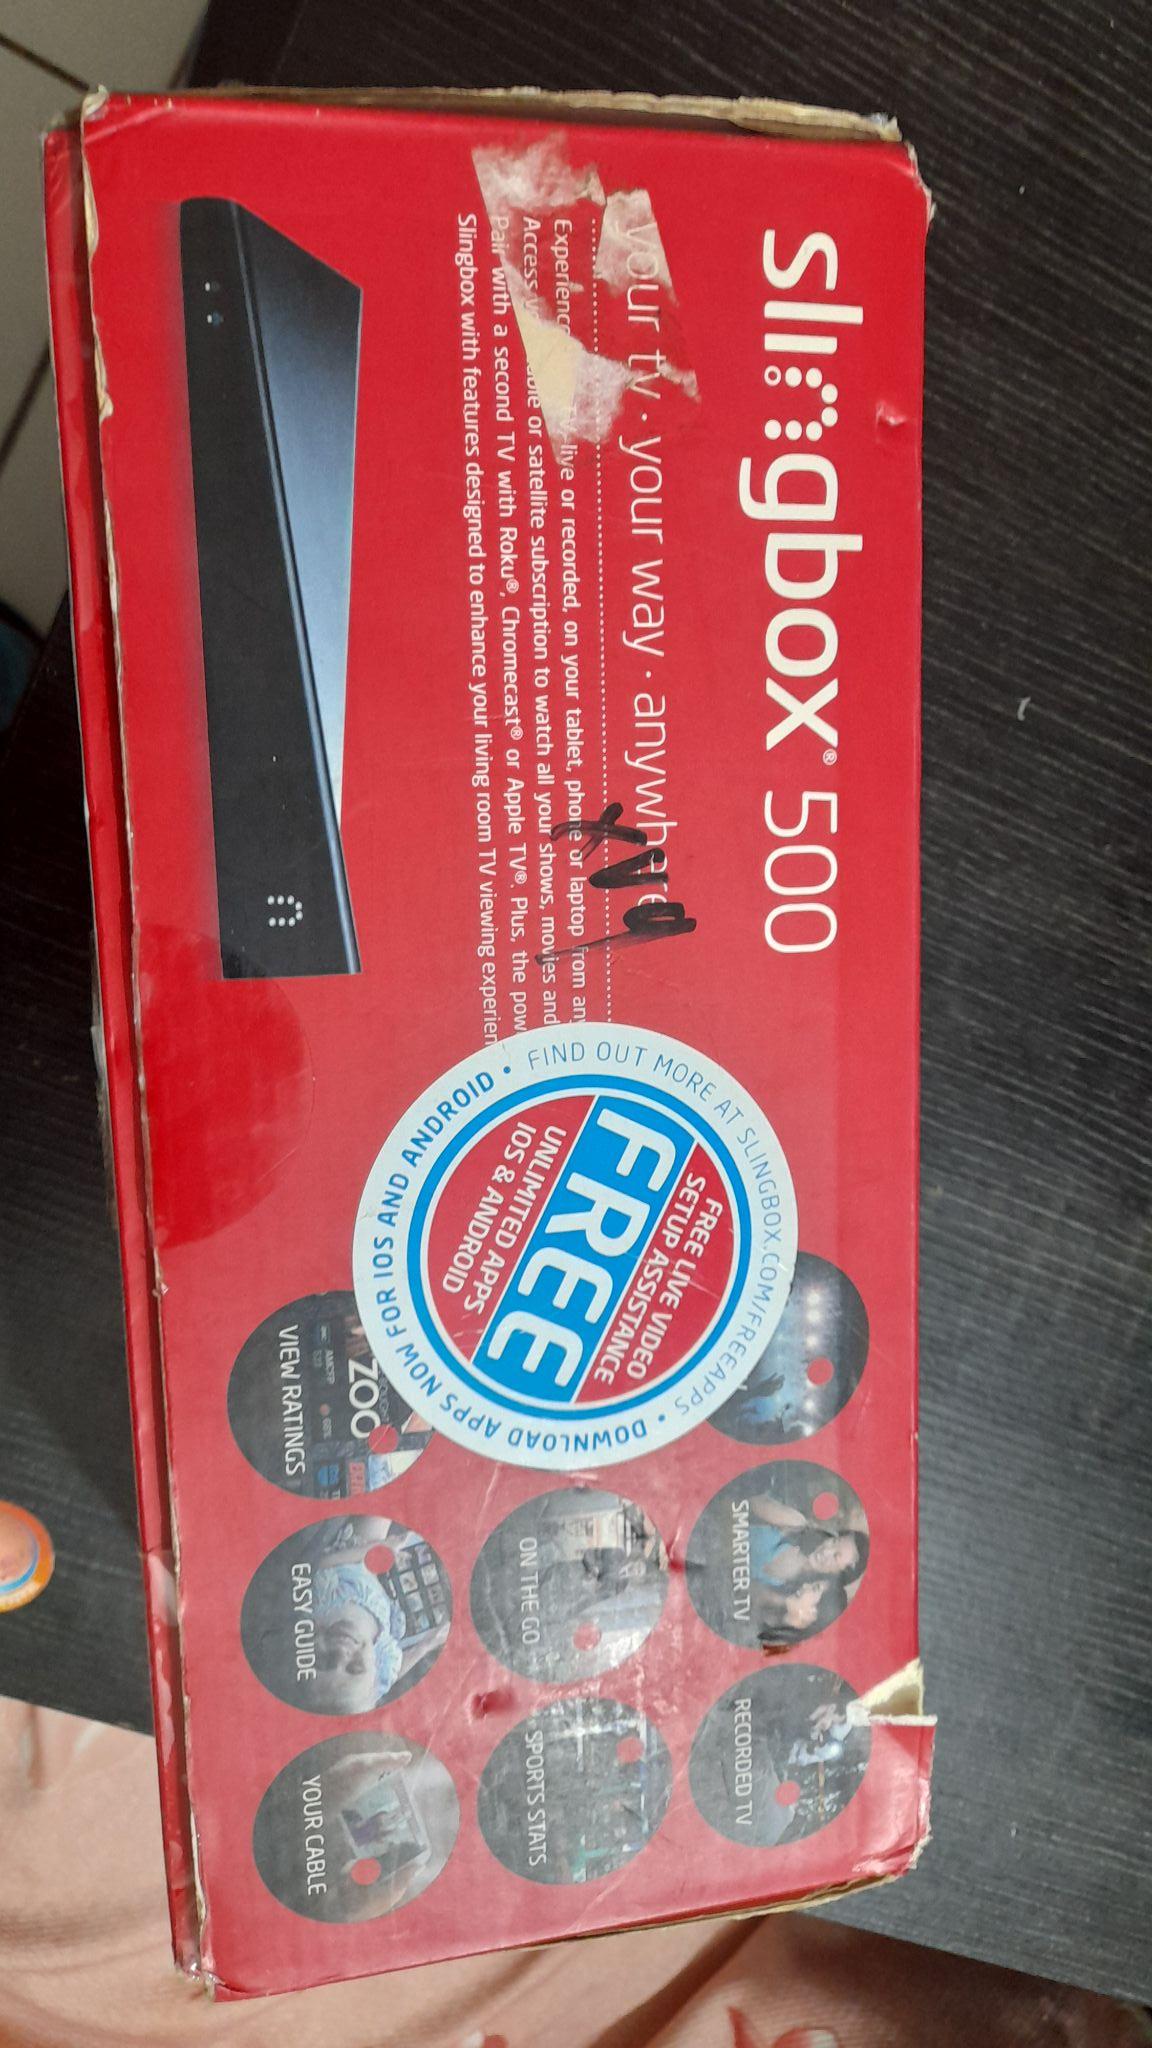 slingbox® 500
your tv · your way · anywhere
Experience live or recorded, on your tablet, phone or laptop from any
Access or satellite subscription to watch all your shows, movies and
Pair with a second TV with Roku®, Chromecast® or Apple TV®. Plus, the
Slingbox with features designed to enhance your living room TV viewing
FIND OUT MORE AT SLINGBOX.COM/FREEAPPS •
DOWNLOAD APPS NOW FOR IOS AND ANDROID •
FREE LIVE VIDEO
SETUP ASSISTANCE
FREE
UNLIMITED APPS
IOS & ANDROID
SMARTER TV
RECORDED TV
ON THE GO
SPORTS STATS
ZOO
VIEW RATINGS
EASY GUIDE
YOUR CABLE